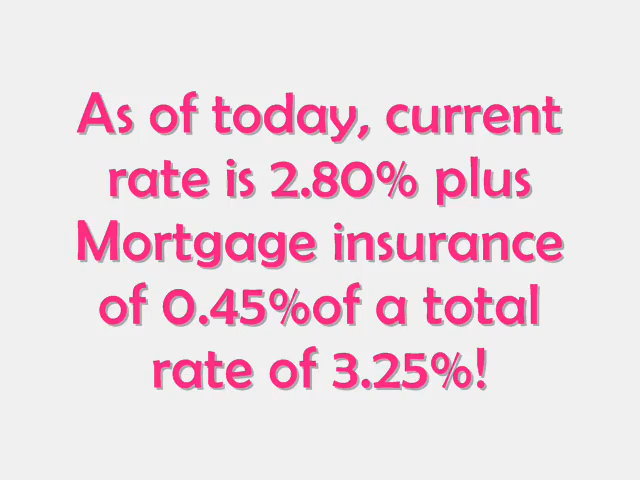 As of today, current
rate is 2.80% plus
Mortgage insurance
of 0.45%of a total
rate of 3.25%!